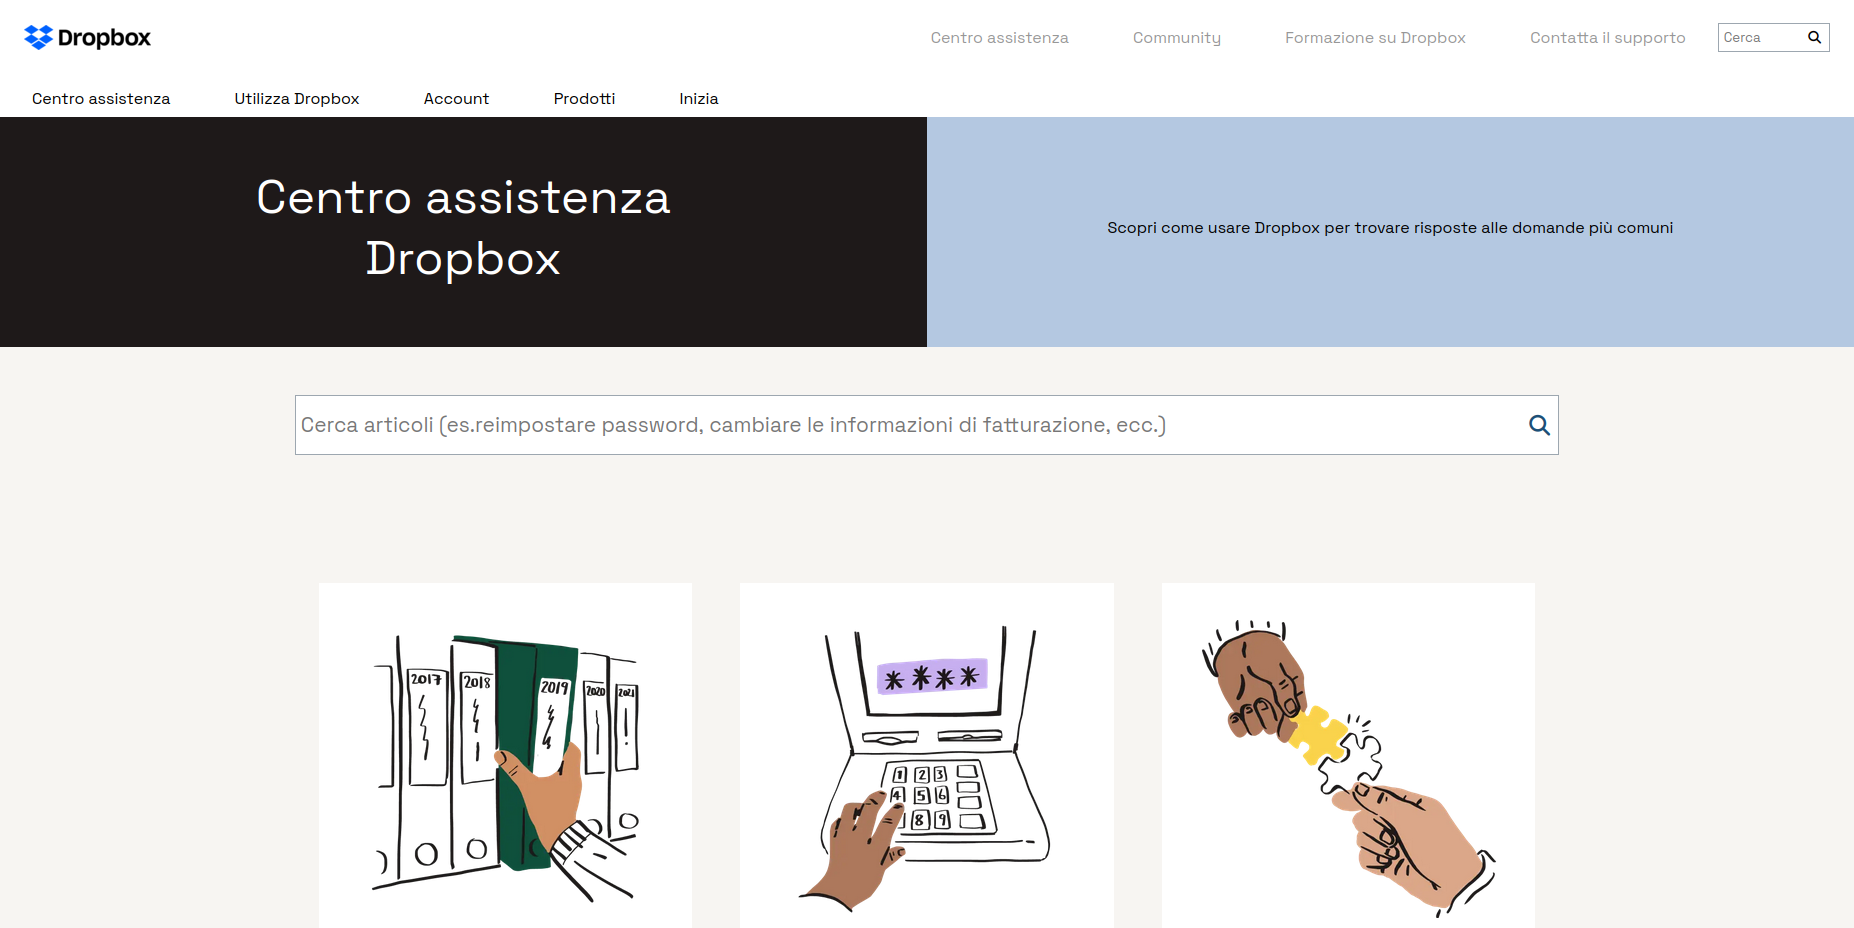 Dropbox
Centro assistenza
Community
Formazione su Dropbox
Contatta il supporto
Cerca
Centro assistenza
Utilizza Dropbox
Account
Prodotti
Inizia
Centro assistenza
Dropbox
Scopri come usare Dropbox per trovare risposte alle domande più comuni
Cerca articoli (es.reimpostare password, cambiare le informazioni di fatturazione, ecc.)
2017
2018
2019
2020
2021
****
1 2 3
4 5 6
8 9